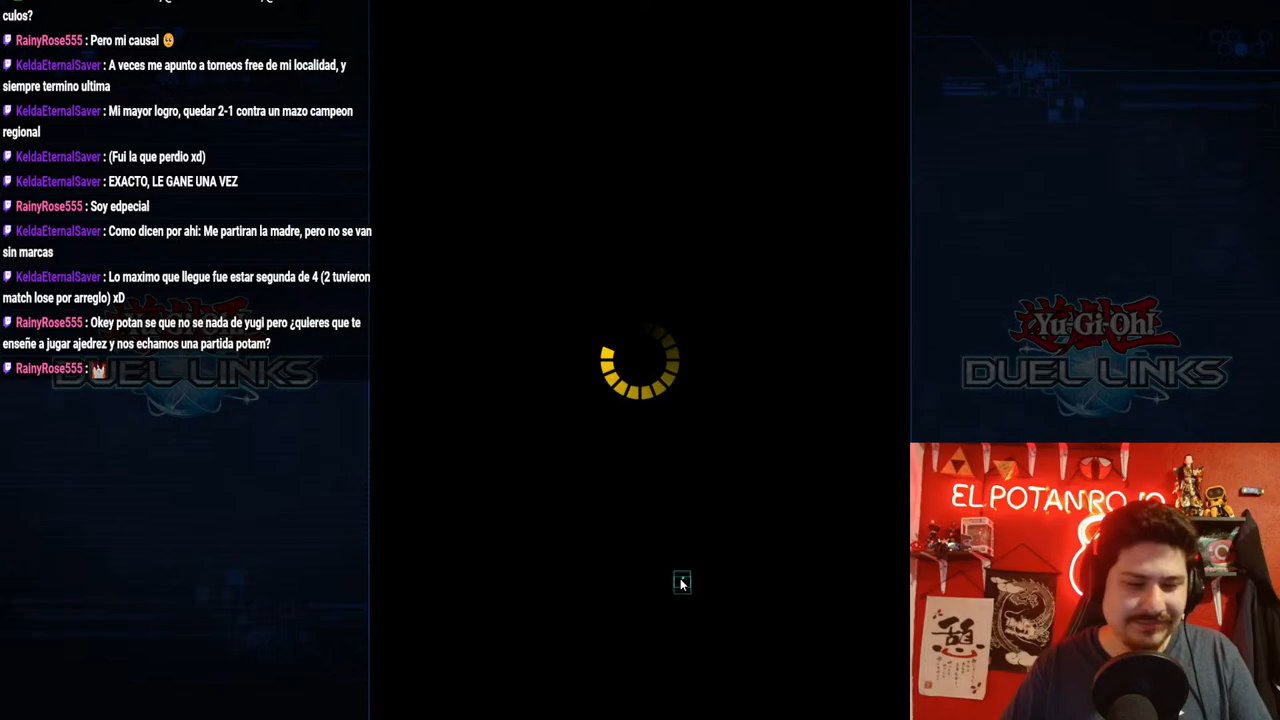 culos?
RainyRose555 : Pero mi causal 🥺
KeldaEternalSaver : A veces me apunto a torneos free de mi localidad, y
siempre termino ultima
KeldaEternalSaver : Mi mayor logro, quedar 2-1 contra un mazo campeon
regional
KeldaEternalSaver : (Fui la que perdio xd)
KeldaEternalSaver : EXACTO, LE GANE UNA VEZ
RainyRose555 : Soy edpecial
KeldaEternalSaver : Como dicen por ahi: Me partiran la madre, pero no se van
sin marcas
KeldaEternalSaver : Lo maximo que llegue fue estar segunda de 4 (2 tuvieron
match lose por arreglo) xD
RainyRose555 : Okey potan se que no se nada de yugi pero ¿quieres que te
enseñe a jugar ajedrez y nos echamos una partida potam?
RainyRose555 :
DUEL LINKS
Yu-Gi-Oh!
DUEL LINKS
EL POTANROJO